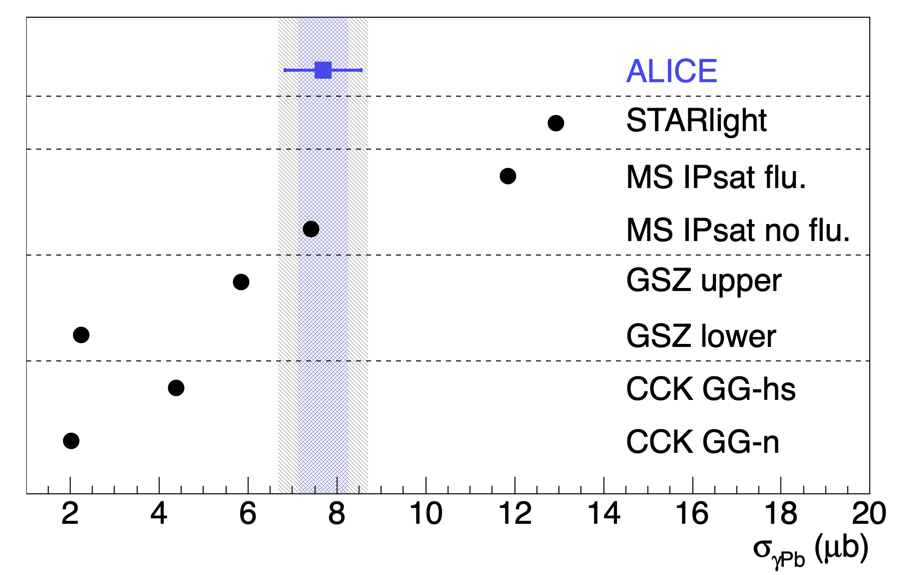 ALICE
STARlight
MS IPsat flu.
MS IPsat no flu.
GSZ upper
GSZ lower
CCK GG-hs
CCK GG-n
2 4 6 8 10 12 14 16 18 20
σγPb (μb)